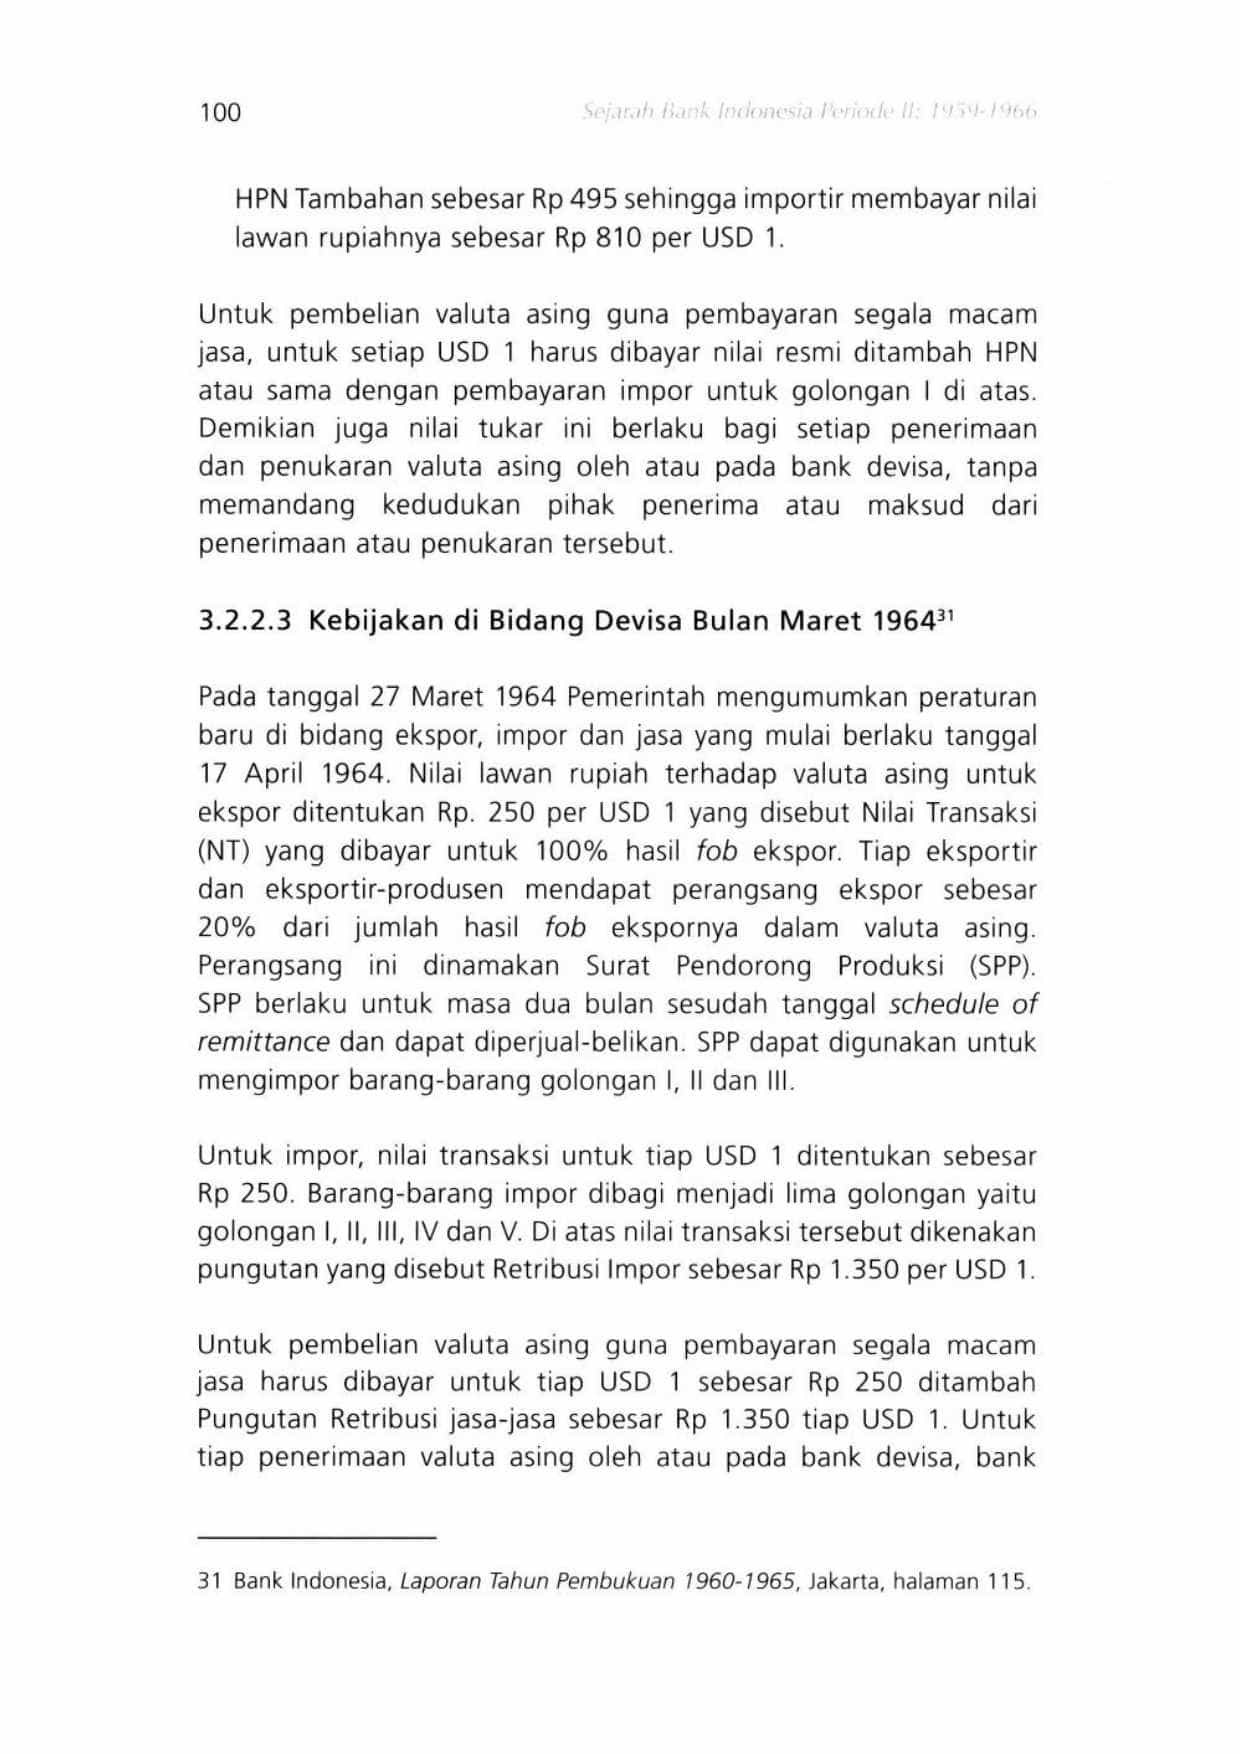 100
Sejarah Bank Indonesia Periode II: 1959-1966
HPN Tambahan sebesar Rp 495 sehingga importir membayar nilai
lawan rupiahnya sebesar Rp 810 per USD 1.
Untuk pembelian valuta asing guna pembayaran segala macam
jasa, untuk setiap USD 1 harus dibayar nilai resmi ditambah HPN
atau sama dengan pembayaran impor untuk golongan I di atas.
Demikian juga nilai tukar ini berlaku bagi setiap penerimaan
dan penukaran valuta asing oleh atau pada bank devisa, tanpa
memandang kedudukan pihak penerima atau maksud dari
penerimaan atau penukaran tersebut.
3.2.2.3 Kebijakan di Bidang Devisa Bulan Maret 1964³¹
Pada tanggal 27 Maret 1964 Pemerintah mengumumkan peraturan
baru di bidang ekspor, impor dan jasa yang mulai berlaku tanggal
17 April 1964. Nilai lawan rupiah terhadap valuta asing untuk
ekspor ditentukan Rp. 250 per USD 1 yang disebut Nilai Transaksi
(NT) yang dibayar untuk 100% hasil fob ekspor. Tiap eksportir
dan eksportir-produsen mendapat perangsang ekspor sebesar
20% dari jumlah hasil fob ekspornya dalam valuta asing.
Perangsang ini dinamakan Surat Pendorong Produksi (SPP).
SPP berlaku untuk masa dua bulan sesudah tanggal schedule of
remittance dan dapat diperjual-belikan. SPP dapat digunakan untuk
mengimpor barang-barang golongan I, II dan III.
Untuk impor, nilai transaksi untuk tiap USD 1 ditentukan sebesar
Rp 250. Barang-barang impor dibagi menjadi lima golongan yaitu
golongan I, II, III, IV dan V. Di atas nilai transaksi tersebut dikenakan
pungutan yang disebut Retribusi Impor sebesar Rp 1.350 per USD 1.
Untuk pembelian valuta asing guna pembayaran segala macam
jasa harus dibayar untuk tiap USD 1 sebesar Rp 250 ditambah
Pungutan Retribusi jasa-jasa sebesar Rp 1.350 tiap USD 1. Untuk
tiap penerimaan valuta asing oleh atau pada bank devisa, bank
31 Bank Indonesia, Laporan Tahun Pembukuan 1960-1965, Jakarta, halaman 115.